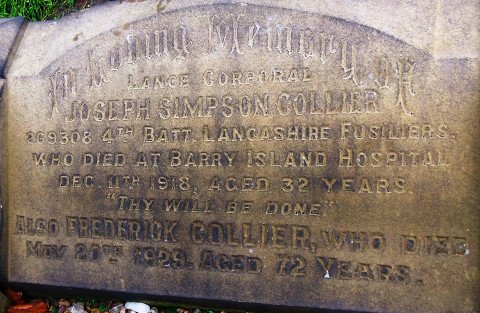 In Loving Memory of
LANCE CORPORAL
JOSEPH SIMPSON COLLIER
369308 4TH BATT. LANCASHIRE FUSILIERS,
WHO DIED AT BARRY ISLAND HOSPITAL
DEC. 11TH 1918, AGED 32 YEARS.
"THY WILL BE DONE"
ALSO FREDERICK COLLIER, WHO DIED
MAY 20TH 1929. AGED 72 YEARS.